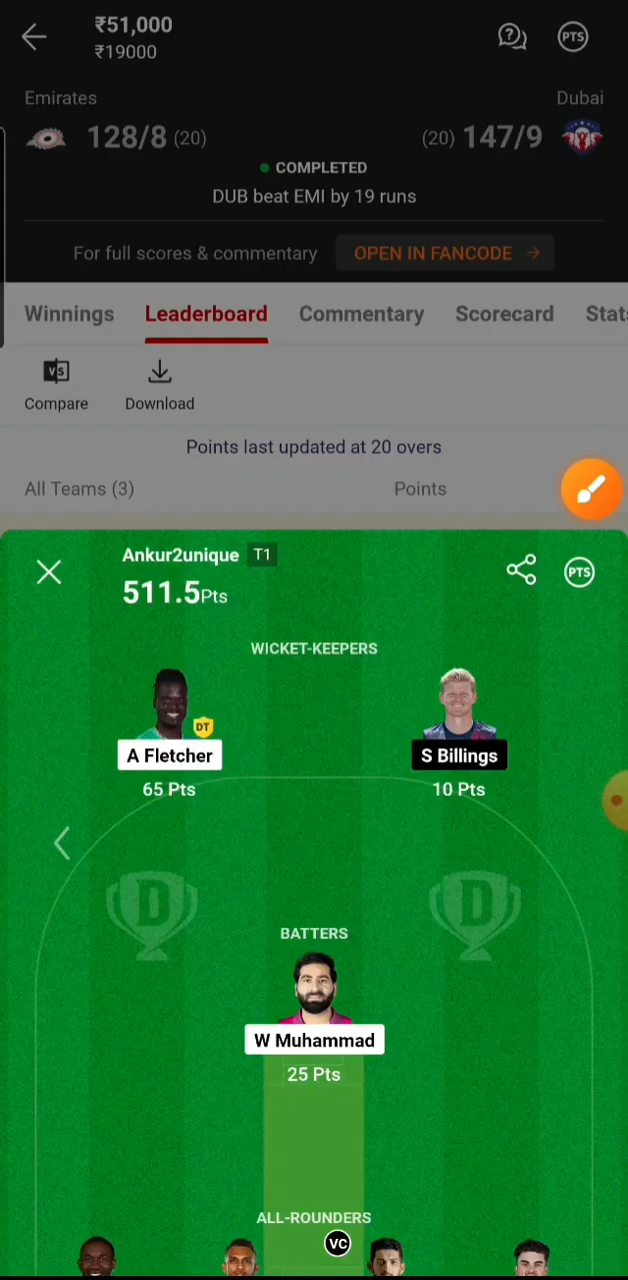 ₹51,000
₹19000
PTS
Emirates
Dubai
128/8 (20)
(20) 147/9
COMPLETED
DUB beat EMI by 19 runs
For full scores & commentary
OPEN IN FANCODE →
Winnings
Leaderboard
Commentary
Scorecard
Stats
VS
Compare
Download
Points last updated at 20 overs
All Teams (3)
Points
Ankur2unique T1
511.5Pts
PTS
WICKET-KEEPERS
DT
A Fletcher
S Billings
65 Pts
10 Pts
D
D
BATTERS
W Muhammad
25 Pts
ALL-ROUNDERS
VC